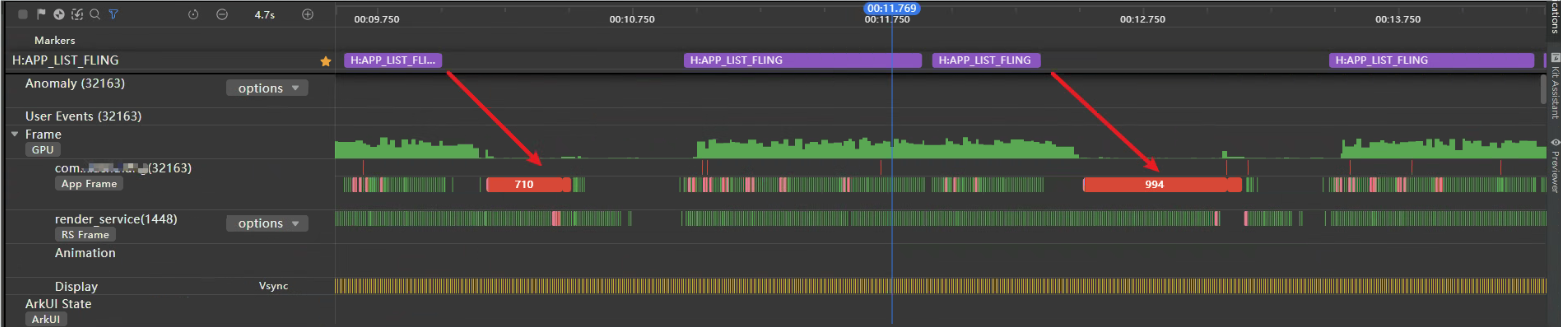 4.7s
00:09.750 00:10.750 00:11.769 00:11.750 00:12.750 00:13.750
Markers
H:APP_LIST_FLING H:APP_LIST_FLI... H:APP_LIST_FLING H:APP_LIST_FLING H:APP_LIST_FLING
Anomaly (32163) options
User Events (32163)
Frame
GPU
com. (32163)
App Frame 710 994
render_service(1448) options
RS Frame
Animation
Display Vsync
ArkUI State
ArkUI
cations
Kit Assistant
Previewer